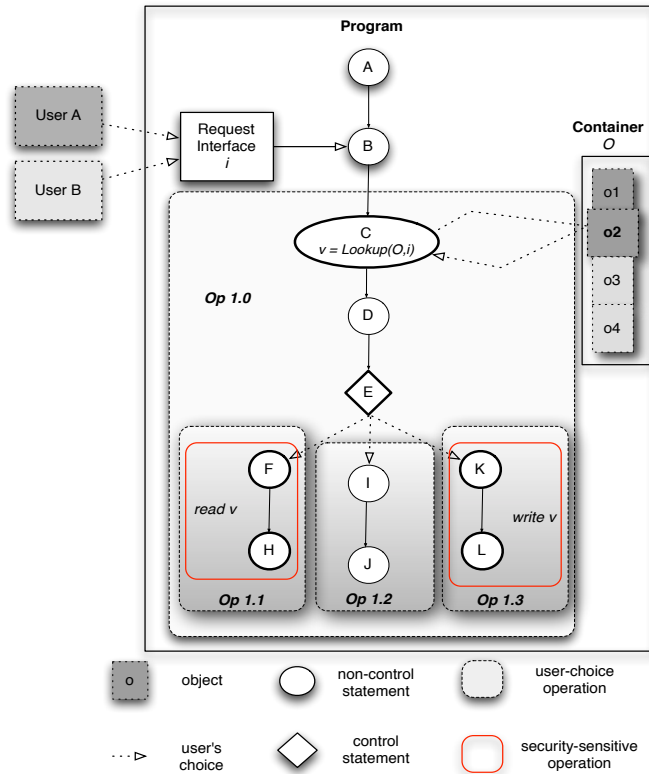 Program
A
User A
Request
Interface
i
B
User B
Container
O
o1
C
v = Lookup(O,i)
o2
o3
Op 1.0
D
o4
E
F
I
K
read v
write v
H
J
L
Op 1.1
Op 1.2
Op 1.3
o
object
non-control
statement
user-choice
operation
user's
choice
control
statement
security-sensitive
operation